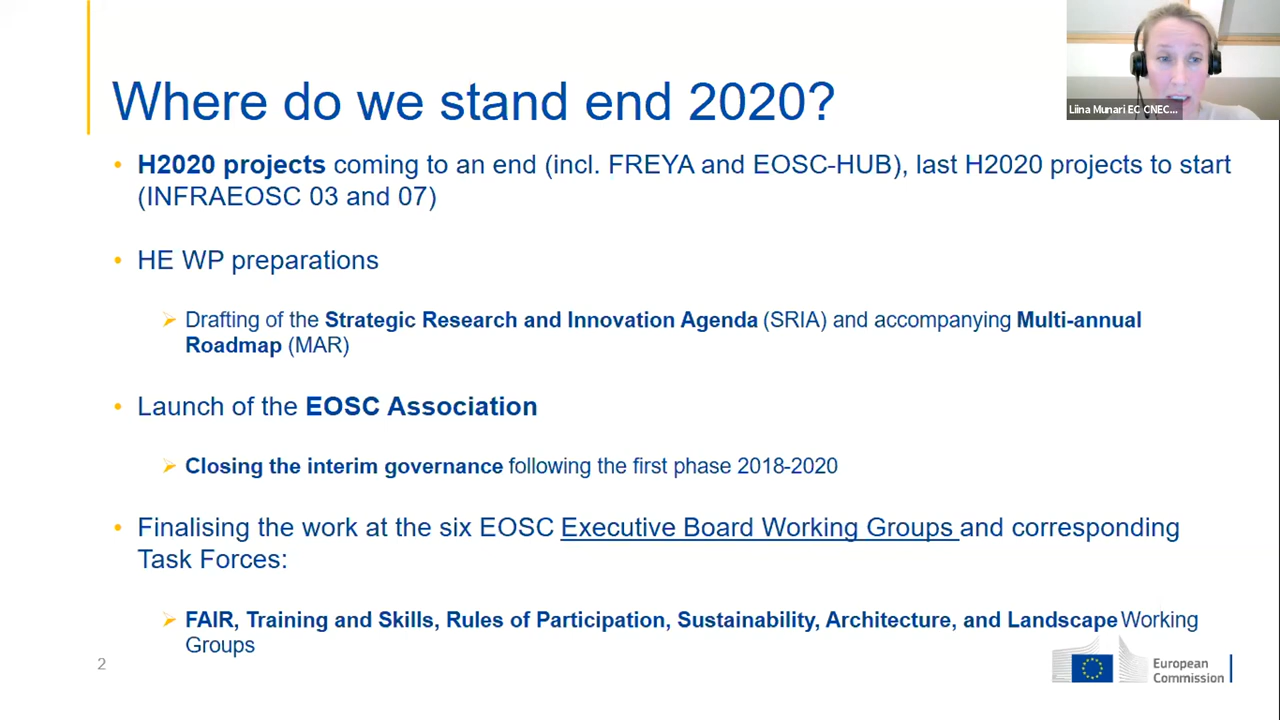 Where do we stand end 2020?
Liina Munari EC CNEC...
• H2020 projects coming to an end (incl. FREYA and EOSC-HUB), last H2020 projects to start
(INFRAEOSC 03 and 07)
• HE WP preparations
➢ Drafting of the Strategic Research and Innovation Agenda (SRIA) and accompanying Multi-annual
Roadmap (MAR)
• Launch of the EOSC Association
➢ Closing the interim governance following the first phase 2018-2020
• Finalising the work at the six EOSC Executive Board Working Groups and corresponding
Task Forces:
➢ FAIR, Training and Skills, Rules of Participation, Sustainability, Architecture, and Landscape Working
Groups
2
European
Commission